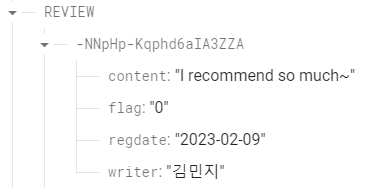 REVIEW
-NNpHp-Kqphd6aIA3ZZA
content: "I recommend so much~"
flag: "0"
regdate: "2023-02-09"
writer: "김민지"